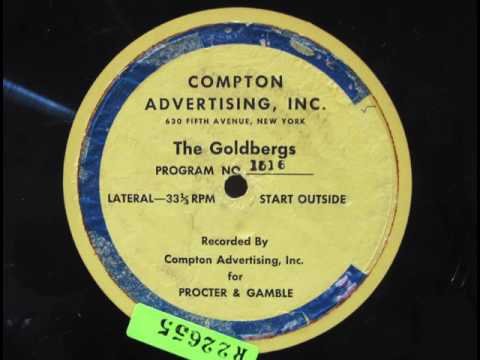 COMPTON
ADVERTISING, INC.
630 FIFTH AVENUE, NEW YORK
The Goldbergs
PROGRAM NO. 1816
LATERAL—33⅓ RPM START OUTSIDE
Recorded By
Compton Advertising, Inc.
for
PROCTER & GAMBLE
R22655